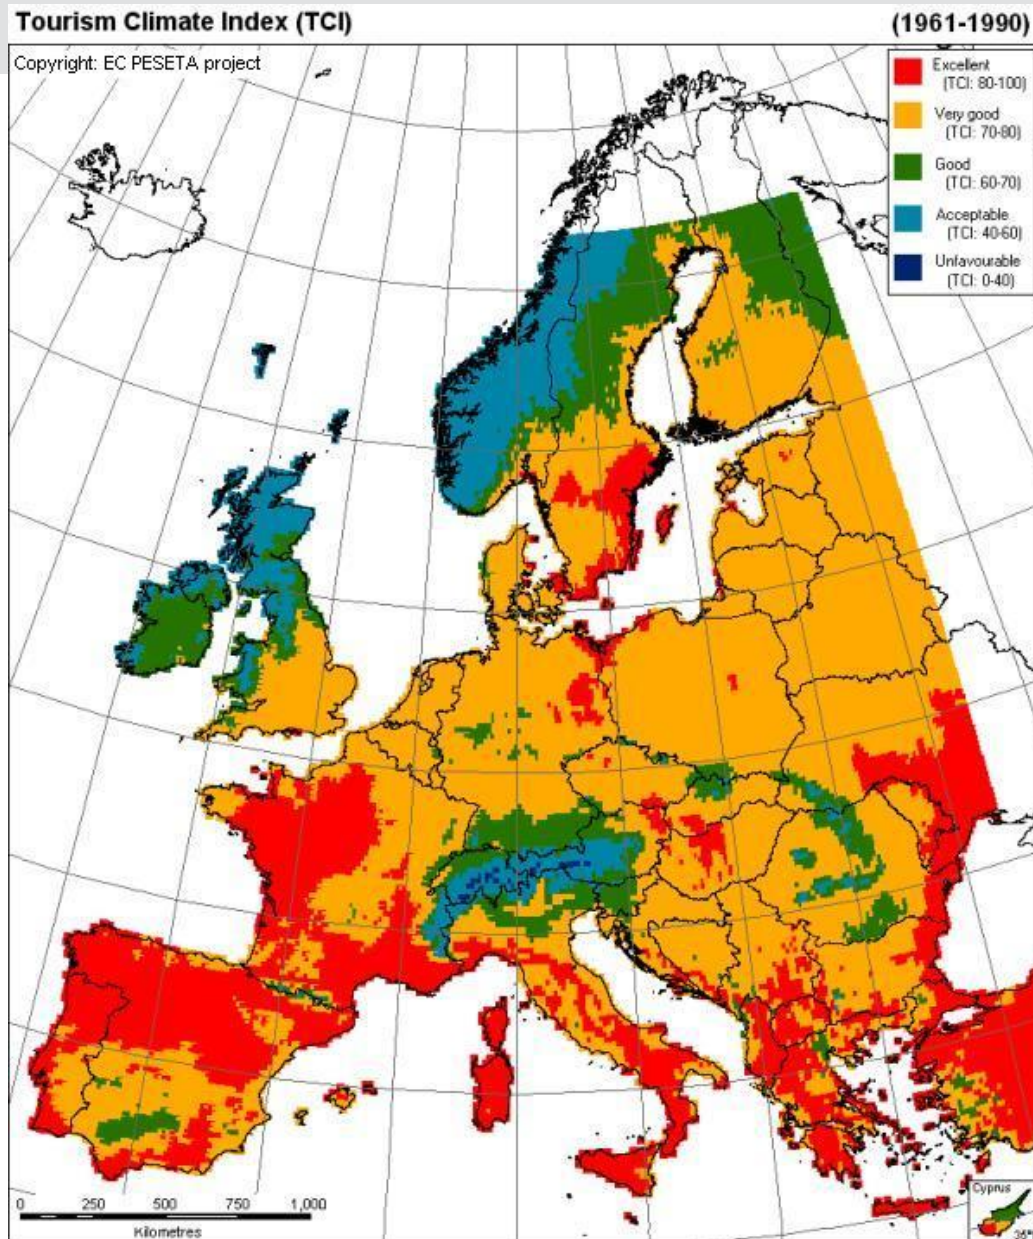 Tourism Climate Index (TCI)
(1961-1990)
Copyright: EC PESETA project
Excellent
(TCI: 80-100)
Very good
(TCI: 70-80)
Good
(TCI: 60-70)
Acceptable
(TCI: 40-60)
Unfavourable
(TCI: 0-40)
0 250 500 750 1,000
Kilometres
Cyprus